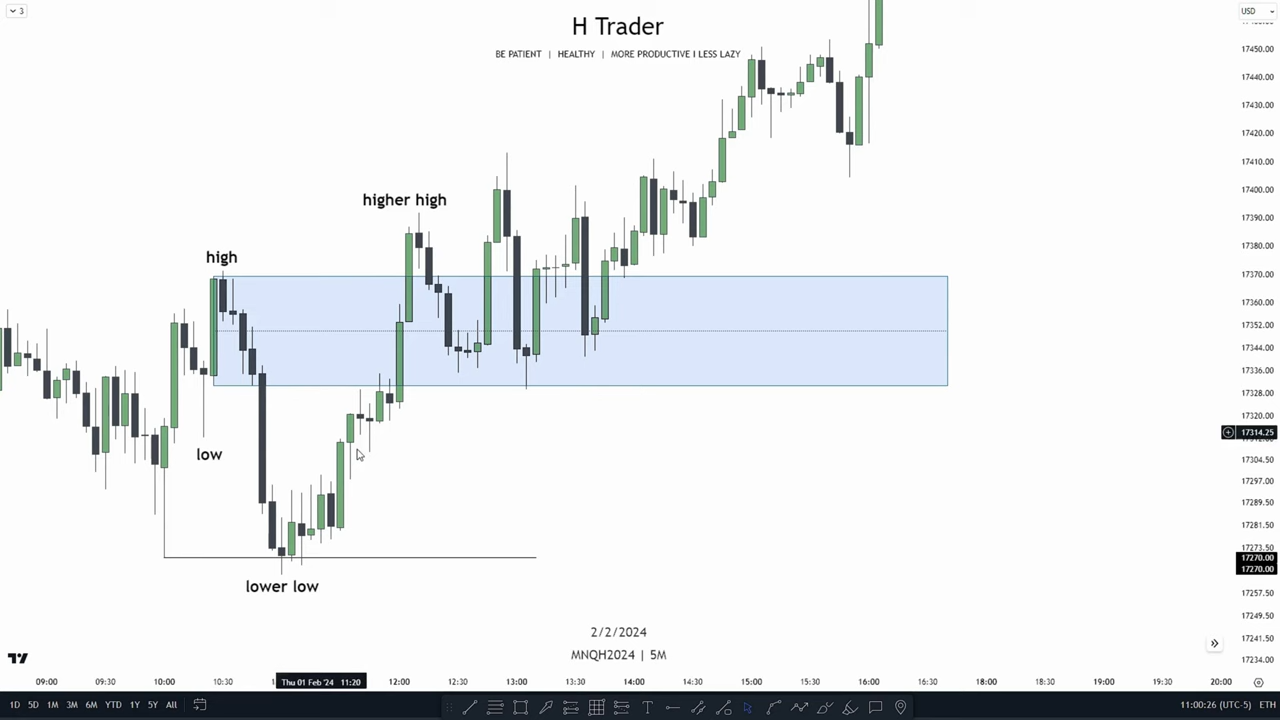 3
H Trader
USD
BE PATIENT | HEALTHY | MORE PRODUCTIVE I LESS LAZY
17450.00
17440.00
17430.00
17420.00
17410.00
higher high
17400.00
17390.00
17380.00
high
17370.00
17360.00
17352.00
17344.00
17336.00
17328.00
17320.00
17314.25
low
17304.50
17297.00
17289.00
17281.50
17273.50
17270.00
17270.00
lower low
17257.50
17249.50
17241.50
17234.00
2/2/2024
MNQH2024 | 5M
09:00 09:30 10:00 10:30 Thu 01 Feb '24 11:20 12:00 12:30 13:00 13:30 14:00 14:30 15:00 15:30 16:00 18:00 18:30 19:00 19:30 20:00
1D 5D 1M 3M 6M YTD 1Y 5Y All 11:00:26 (UTC-5) ETH